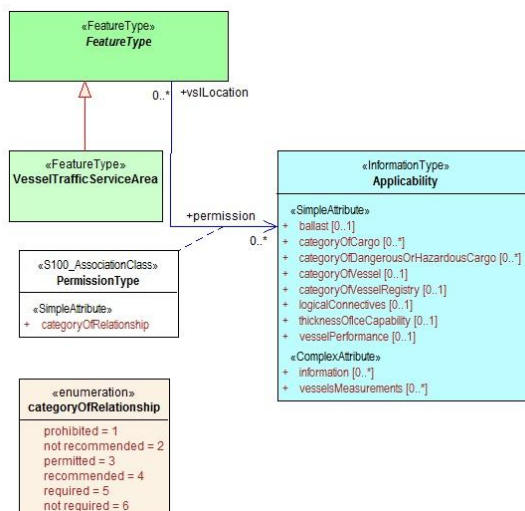 «FeatureType»
FeatureType
0..*
+vslLocation
«FeatureType»
VesselTrafficServiceArea
+permission
0..*
«InformationType»
Applicability
«SimpleAttribute»
+ ballast [0..1]
+ categoryOfCargo [0..*]
+ categoryOfDangerousOrHazardousCargo [0..*]
+ categoryOfVessel [0..1]
+ categoryOfVesselRegistry [0..1]
+ logicalConnectives [0..1]
+ thicknessOfIceCapability [0..1]
+ vesselPerformance [0..1]
«ComplexAttribute»
+ information [0..*]
+ vesselsMeasurements [0..*]
«S100_AssociationClass»
PermissionType
«SimpleAttribute»
+ categoryOfRelationship
«enumeration»
categoryOfRelationship
prohibited = 1
not recommended = 2
permitted = 3
recommended = 4
required = 5
not required = 6